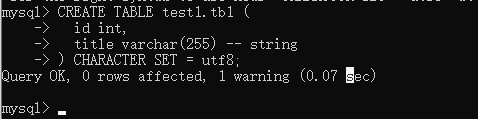 mysql> CREATE TABLE test1.tb1 (
    -> id int,
    -> title varchar(255) -- string
    -> ) CHARACTER SET = utf8;
Query OK, 0 rows affected, 1 warning (0.07 sec)
mysql> _